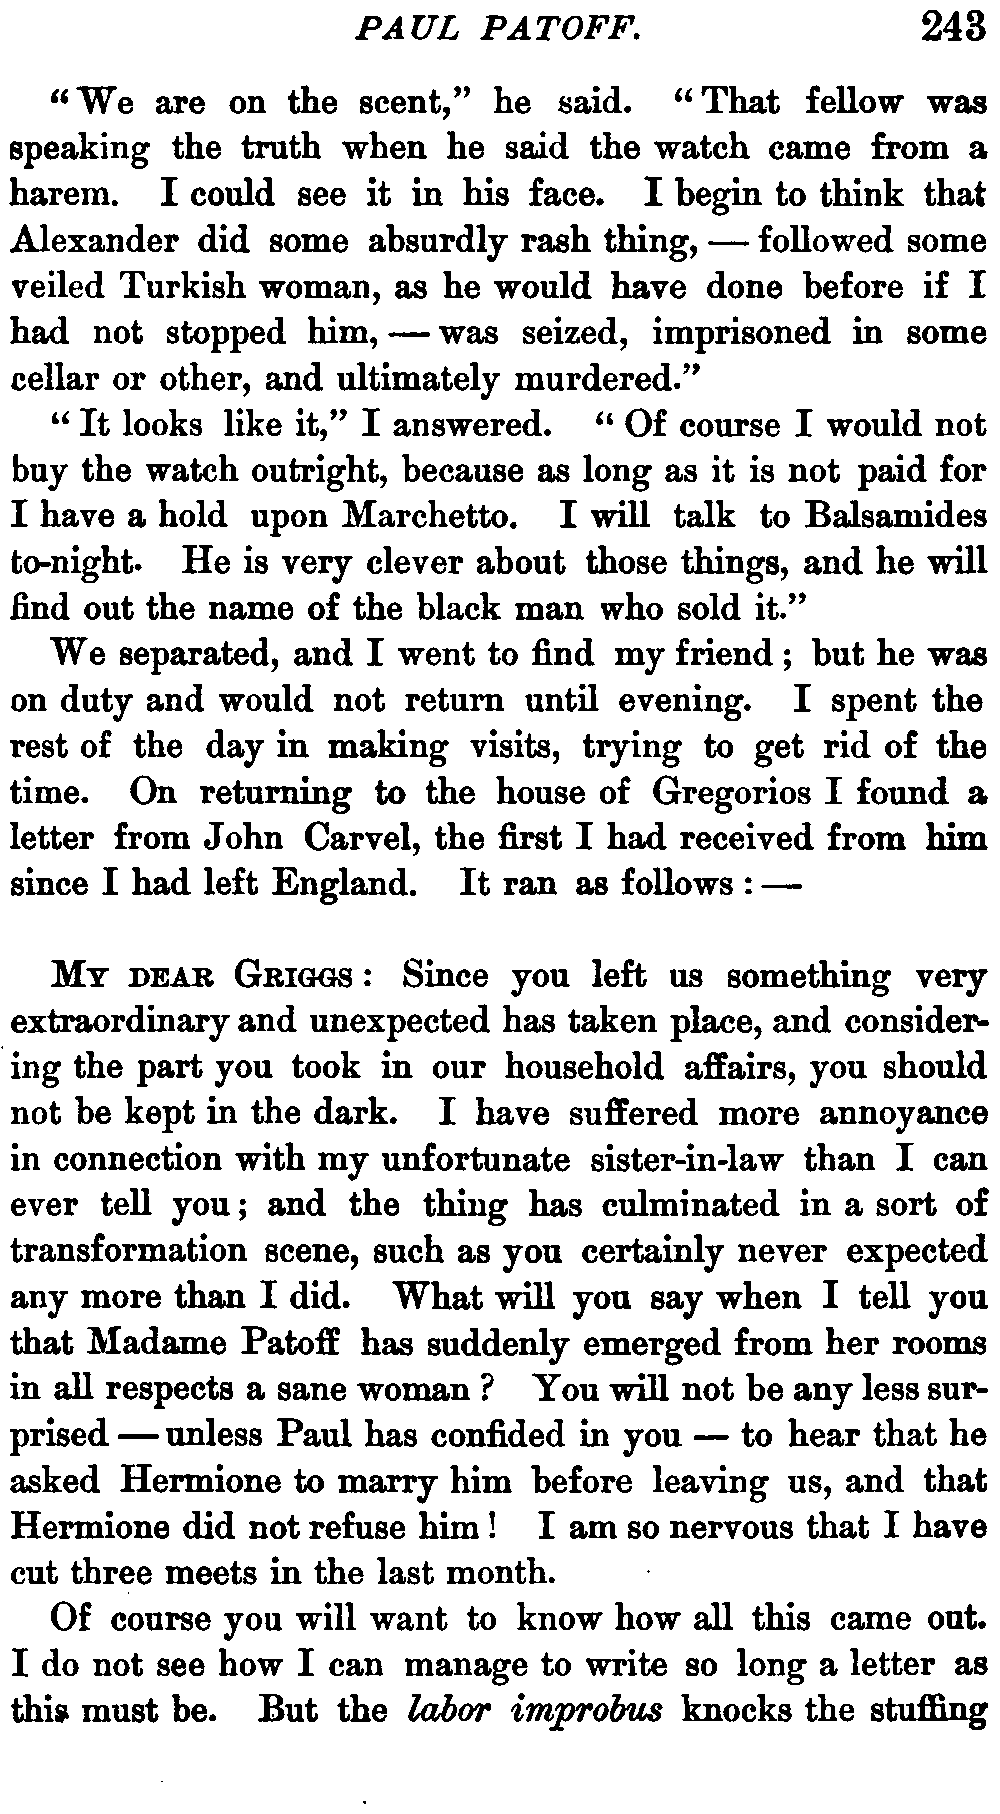 PAUL PATOFF. 243
"We are on the scent," he said. "That fellow was
speaking the truth when he said the watch came from a
harem. I could see it in his face. I begin to think that
Alexander did some absurdly rash thing, — followed some
veiled Turkish woman, as he would have done before if I
had not stopped him, — was seized, imprisoned in some
cellar or other, and ultimately murdered."
"It looks like it," I answered. "Of course I would not
buy the watch outright, because as long as it is not paid for
I have a hold upon Marchetto. I will talk to Balsamides
to-night. He is very clever about those things, and he will
find out the name of the black man who sold it."
We separated, and I went to find my friend; but he was
on duty and would not return until evening. I spent the
rest of the day in making visits, trying to get rid of the
time. On returning to the house of Gregorios I found a
letter from John Carvel, the first I had received from him
since I had left England. It ran as follows: —
MY DEAR GRIGGS: Since you left us something very
extraordinary and unexpected has taken place, and consider-
ing the part you took in our household affairs, you should
not be kept in the dark. I have suffered more annoyance
in connection with my unfortunate sister-in-law than I can
ever tell you; and the thing has culminated in a sort of
transformation scene, such as you certainly never expected
any more than I did. What will you say when I tell you
that Madame Patoff has suddenly emerged from her rooms
in all respects a sane woman? You will not be any less sur-
prised — unless Paul has confided in you — to hear that he
asked Hermione to marry him before leaving us, and that
Hermione did not refuse him! I am so nervous that I have
cut three meets in the last month.
Of course you will want to know how all this came out.
I do not see how I can manage to write so long a letter as
this must be. But the labor improbus knocks the stuffing